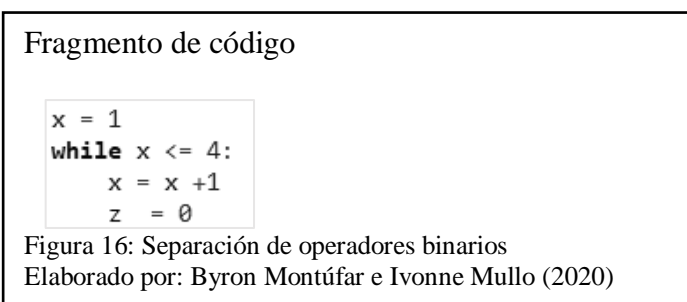 Fragmento de código
x = 1
while x <= 4:
    x = x +1
    z  = 0
Figura 16: Separación de operadores binarios
Elaborado por: Byron Montúfar e Ivonne Mullo (2020)